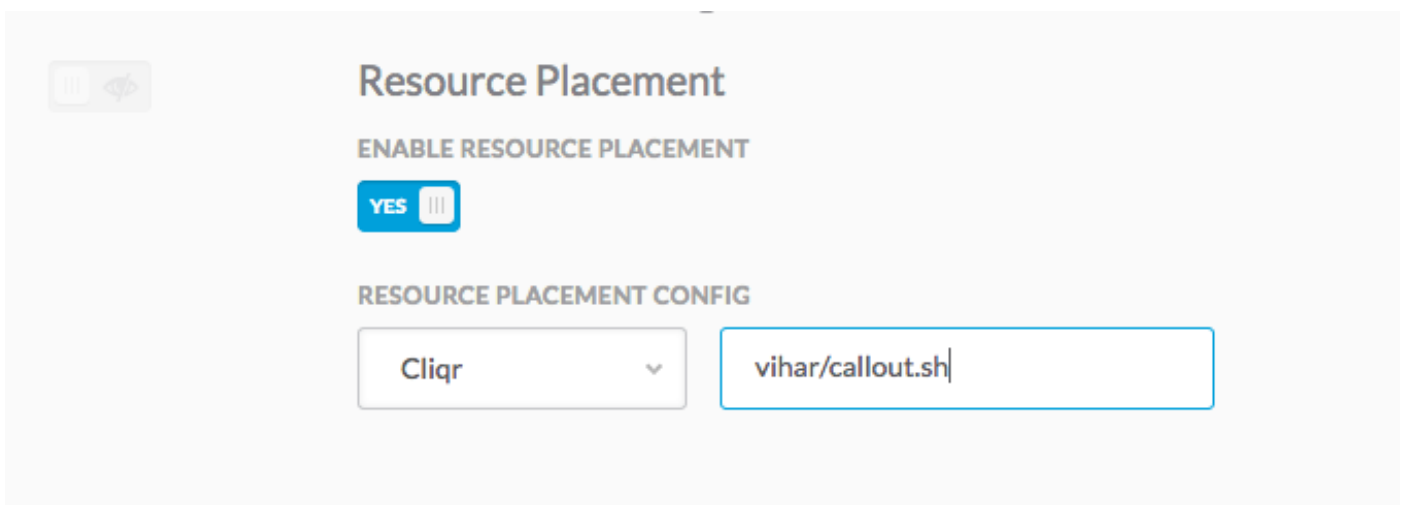 Resource Placement
ENABLE RESOURCE PLACEMENT
YES
RESOURCE PLACEMENT CONFIG
Cliqr
vihar/callout.sh